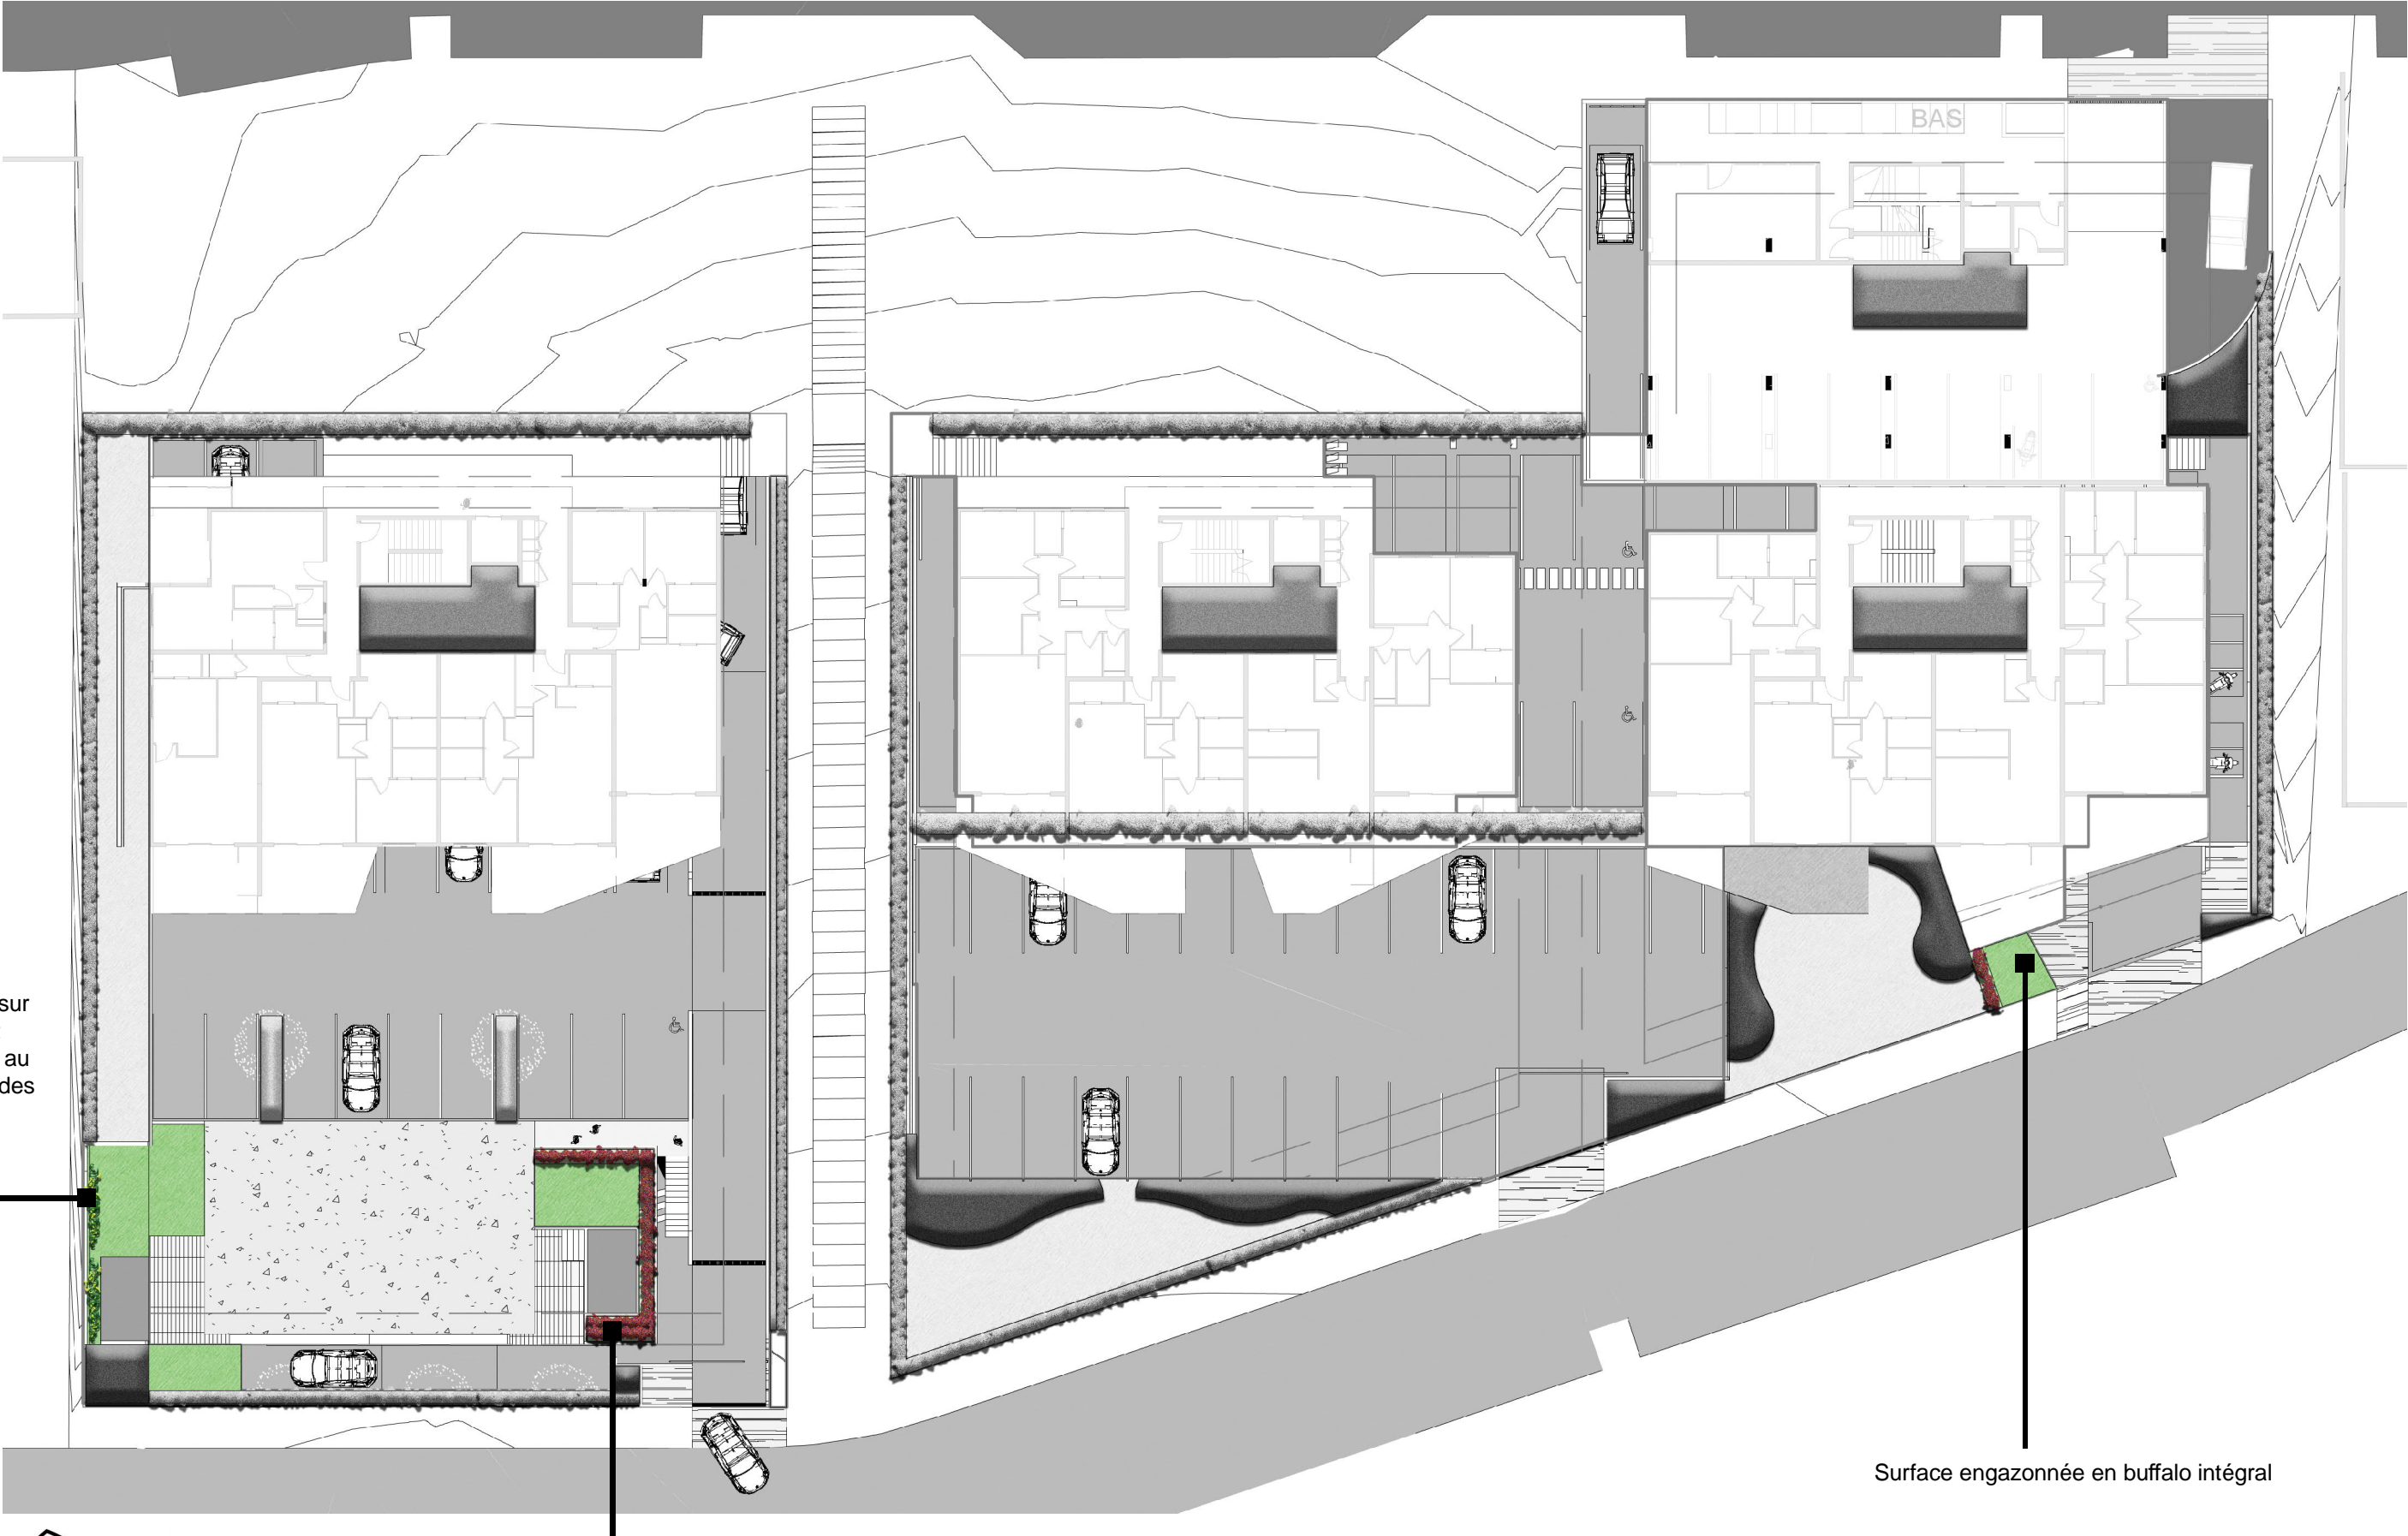 BAS
sur
au
des
Surface engazonnée en buffalo intégral